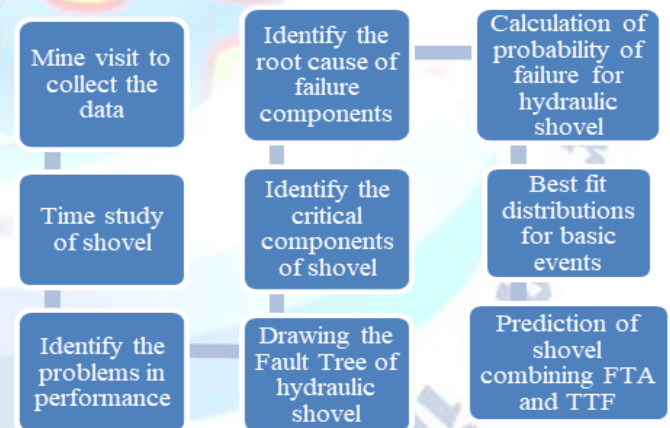 Mine visit to
collect the
data
Time study
of shovel
Identify the
problems in
performance
Drawing the
Fault Tree of
hydraulic
shovel
Identify the
critical
components
of shovel
Identify the
root cause of
failure
components
Calculation of
probability of
failure for
hydraulic
shovel
Best fit
distributions
for basic
events
Prediction of
shovel
combining FTA
and TTF